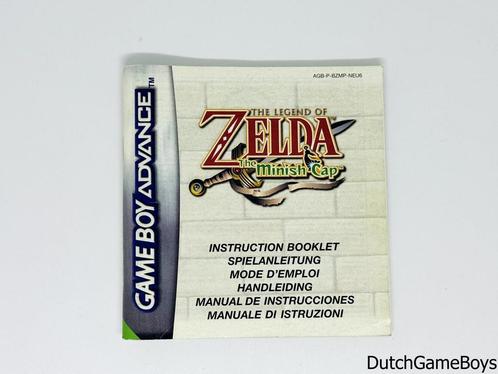 AGB-P-BZMP-NEU6
GAME BOY ADVANCE™
THE LEGEND OF
ZELDA
The Minish Cap
INSTRUCTION BOOKLET
SPIELANLEITUNG
MODE D'EMPLOI
HANDLEIDING
MANUAL DE INSTRUCCIONES
MANUALE DI ISTRUZIONI
DutchGameBoys